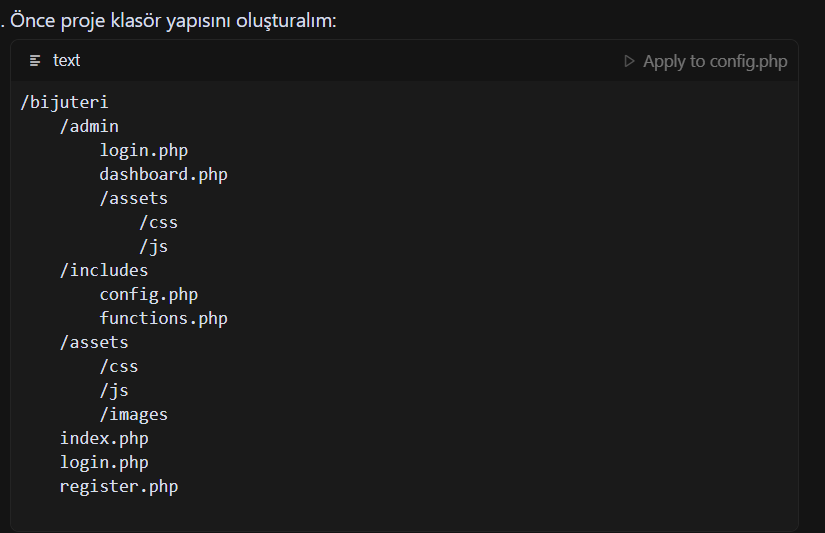 . Önce proje klasör yapısını oluşturalım:
text
Apply to config.php
/bijuteri
    /admin
        login.php
        dashboard.php
        /assets
            /css
            /js
    /includes
        config.php
        functions.php
    /assets
        /css
        /js
        /images
    index.php
    login.php
    register.php